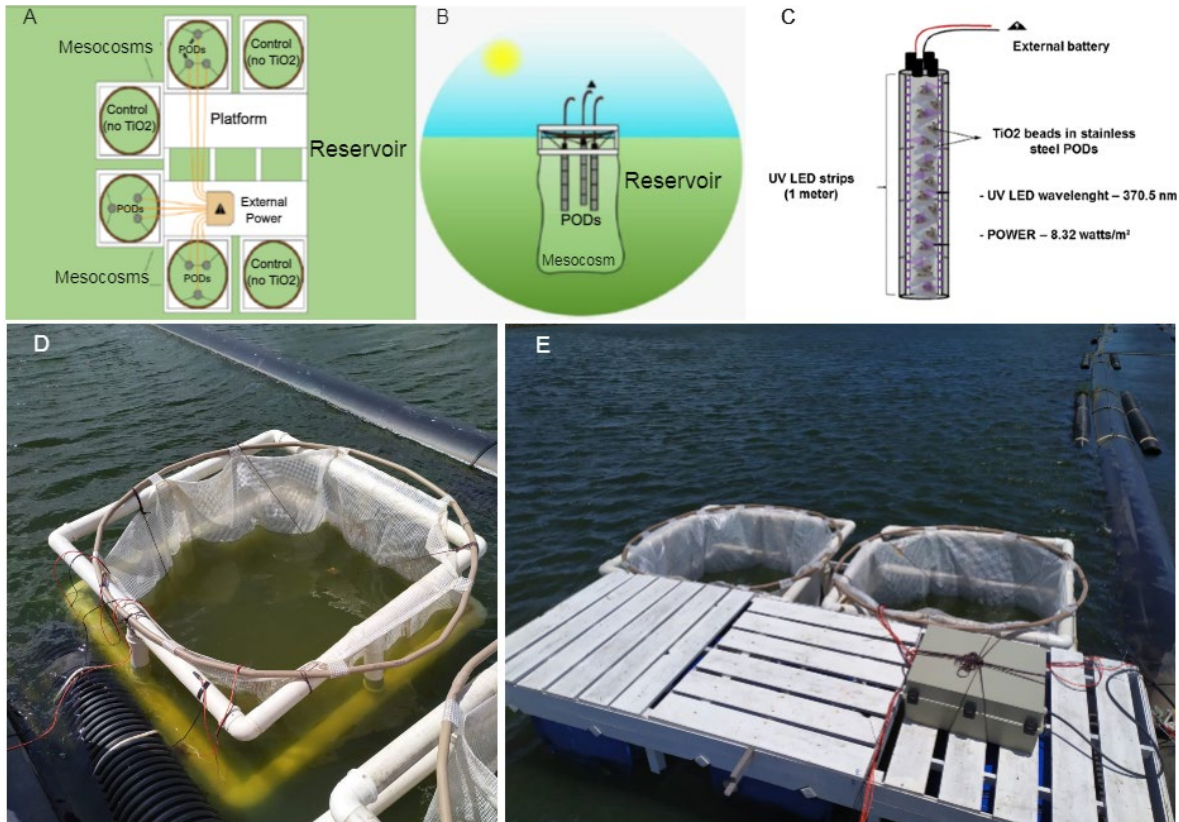 A
Mesocosms
PODs
Control
(no TiO2)
Control
(no TiO2)
Platform
Reservoir
PODs
External
Power
Mesocosms
PODs
Control
(no TiO2)
B
Reservoir
PODs
Mesocosm
C
External battery
TiO2 beads in stainless
steel PODs
UV LED strips
(1 meter)
- UV LED wavelenght – 370.5 nm
- POWER – 8.32 watts/m²
D
E